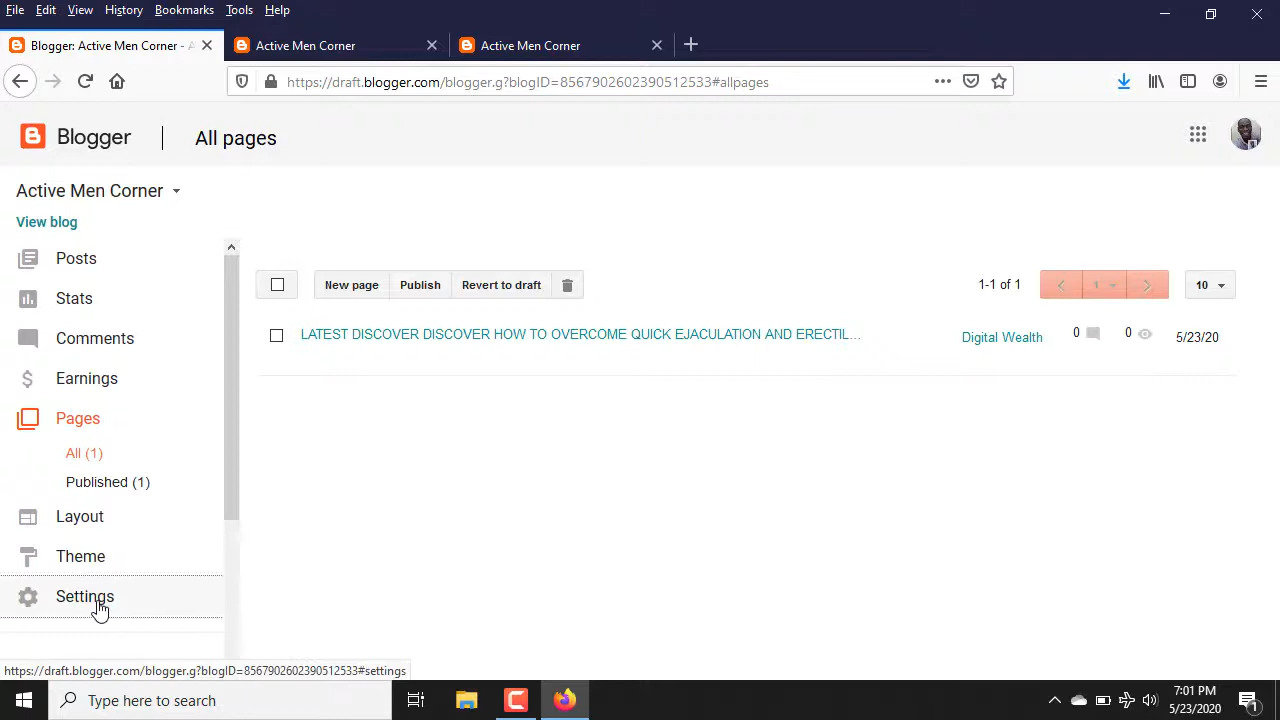 File Edit View History Bookmarks Tools Help
Blogger: Active Men Corner - A
Active Men Corner
Active Men Corner
https://draft.blogger.com/blogger.g?blogID=8567902602390512533#allpages
Blogger
All pages
Active Men Corner
View blog
Posts
Stats
Comments
Earnings
Pages
All (1)
Published (1)
Layout
Theme
Settings
New page
Publish
Revert to draft
1-1 of 1
1
10
LATEST DISCOVER DISCOVER HOW TO OVERCOME QUICK EJACULATION AND ERECTIL...
Digital Wealth
0
0
5/23/20
https://draft.blogger.com/blogger.g?blogID=8567902602390512533#settings
Type here to search
7:01 PM
5/23/2020
1